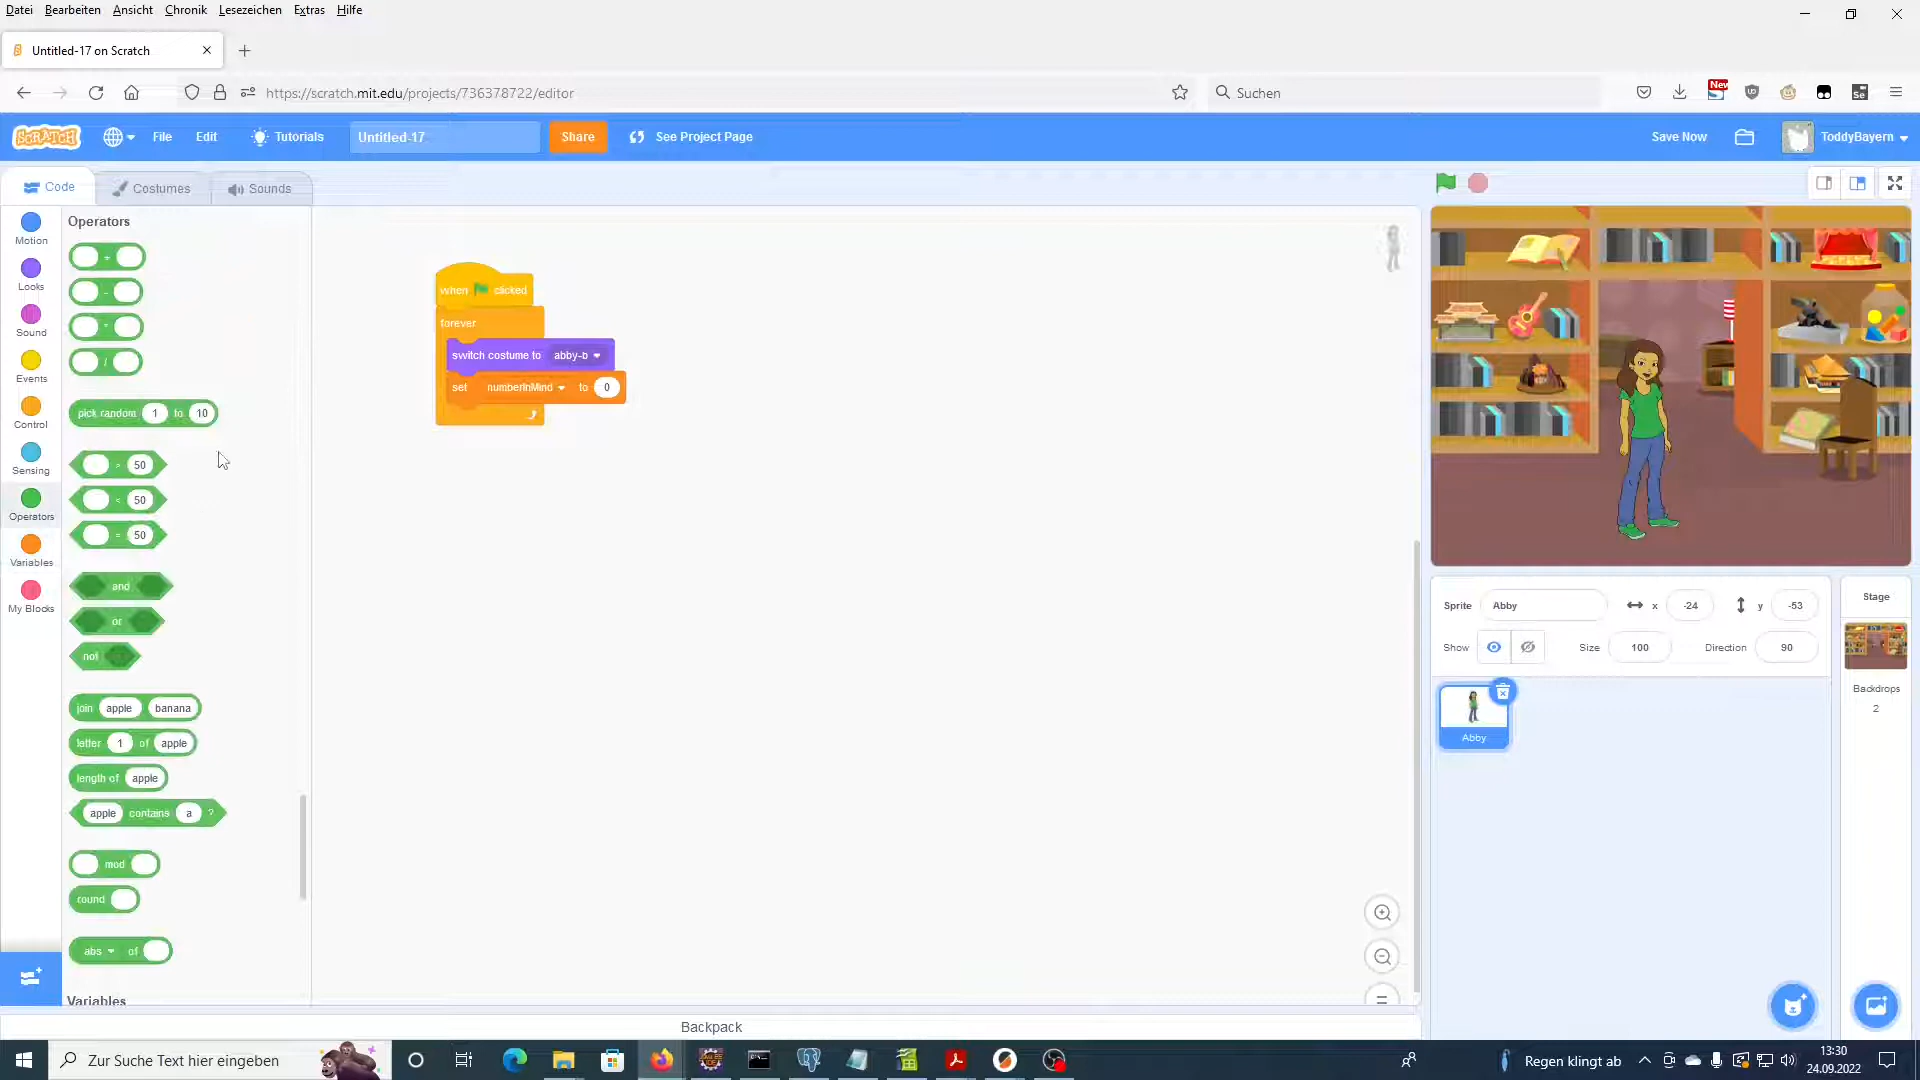 Datei Bearbeiten Ansicht Chronik Lesezeichen Extras Hilfe
Untitled-17 on Scratch
https://scratch.mit.edu/projects/736378722/editor
Suchen
New
SCRATCH
File Edit Tutorials Untitled-17 Share See Project Page Save Now ToddyBayern
Code Costumes Sounds
Motion
Looks
Sound
Events
Control
Sensing
Operators
Variables
My Blocks
Operators
+
-
*
/
pick random 1 to 10
> 50
< 50
= 50
and
or
not
join apple banana
letter 1 of apple
length of apple
apple contains a ?
mod
round
abs of
Variables
when clicked
forever
switch costume to abby-b
set numberInMind to 0
Sprite Abby x -24 y -53
Show Size 100 Direction 90
Abby
Stage
Backdrops
2
Backpack
Zur Suche Text hier eingeben
Se
Regen klingt ab
13:30
24.09.2022